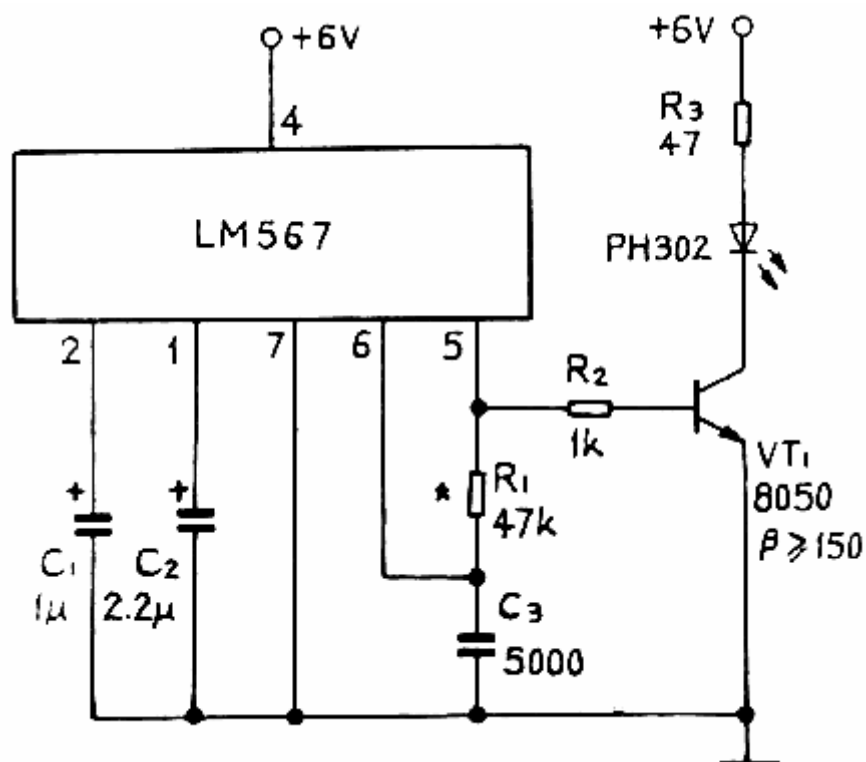 +6V
4
LM567
2
1
7
6
5
C1
1μ
C2
2.2μ
* R1
47k
C3
5000
R2
1k
+6V
R3
47
PH302
VT1
8050
β≥150